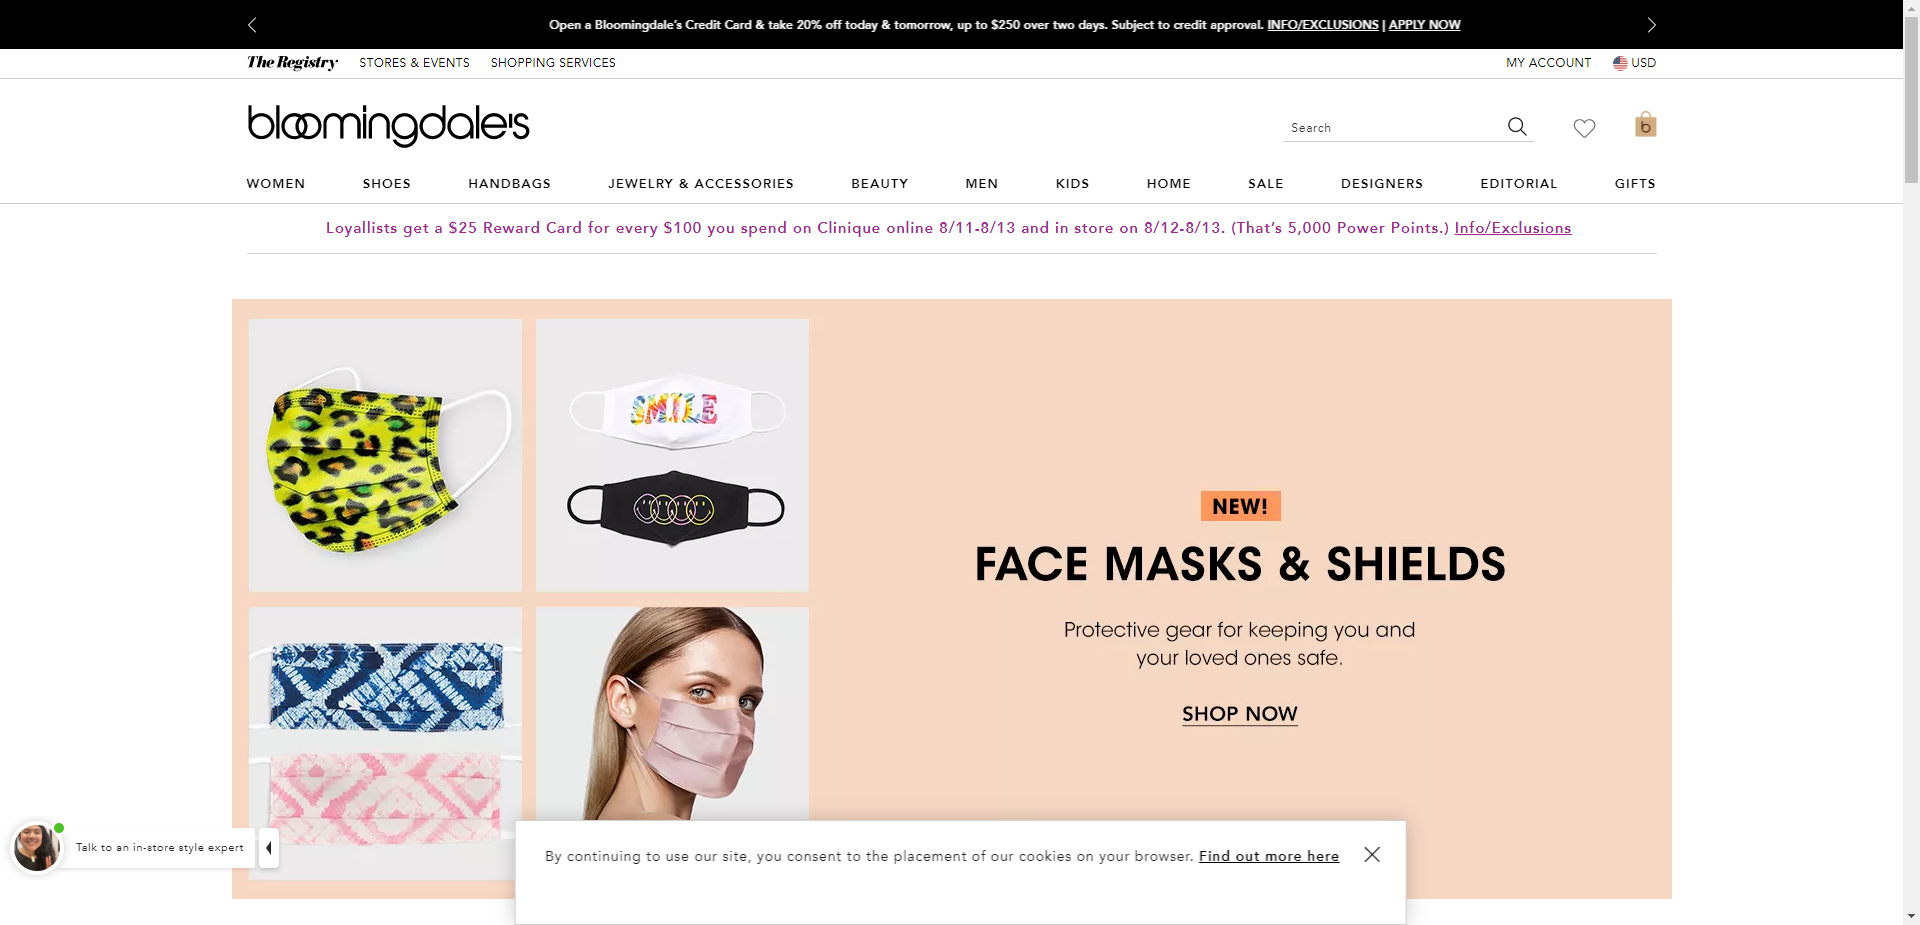 Open a Bloomingdale's Credit Card & take 20% off today & tomorrow, up to $250 over two days. Subject to credit approval. INFO/EXCLUSIONS | APPLY NOW
The Registry STORES & EVENTS SHOPPING SERVICES MY ACCOUNT USD
bloomingdale's
Search
b
WOMEN SHOES HANDBAGS JEWELRY & ACCESSORIES BEAUTY MEN KIDS HOME SALE DESIGNERS EDITORIAL GIFTS
Loyallists get a $25 Reward Card for every $100 you spend on Clinique online 8/11-8/13 and in store on 8/12-8/13. (That's 5,000 Power Points.) Info/Exclusions
SMILE
NEW!
FACE MASKS & SHIELDS
Protective gear for keeping you and
your loved ones safe.
SHOP NOW
Talk to an in-store style expert
By continuing to use our site, you consent to the placement of our cookies on your browser. Find out more here